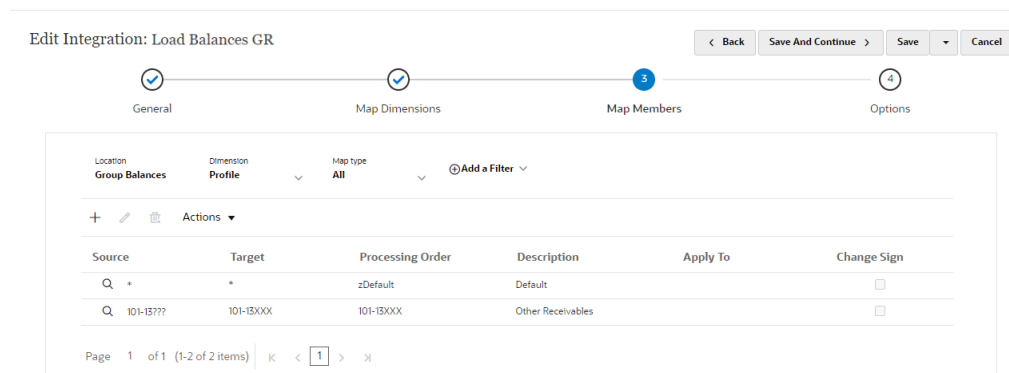 Edit Integration: Load Balances GR
Back Save And Continue Save Cancel
3 4
General Map Dimensions Map Members Options
Location Dimension Map type
Group Balances Profile All Add a Filter
Actions
Source Target Processing Order Description Apply To Change Sign
* * zDefault Default
101-13??? 101-13XXX 101-13XXX Other Receivables
Page 1 of 1 (1-2 of 2 items) 1